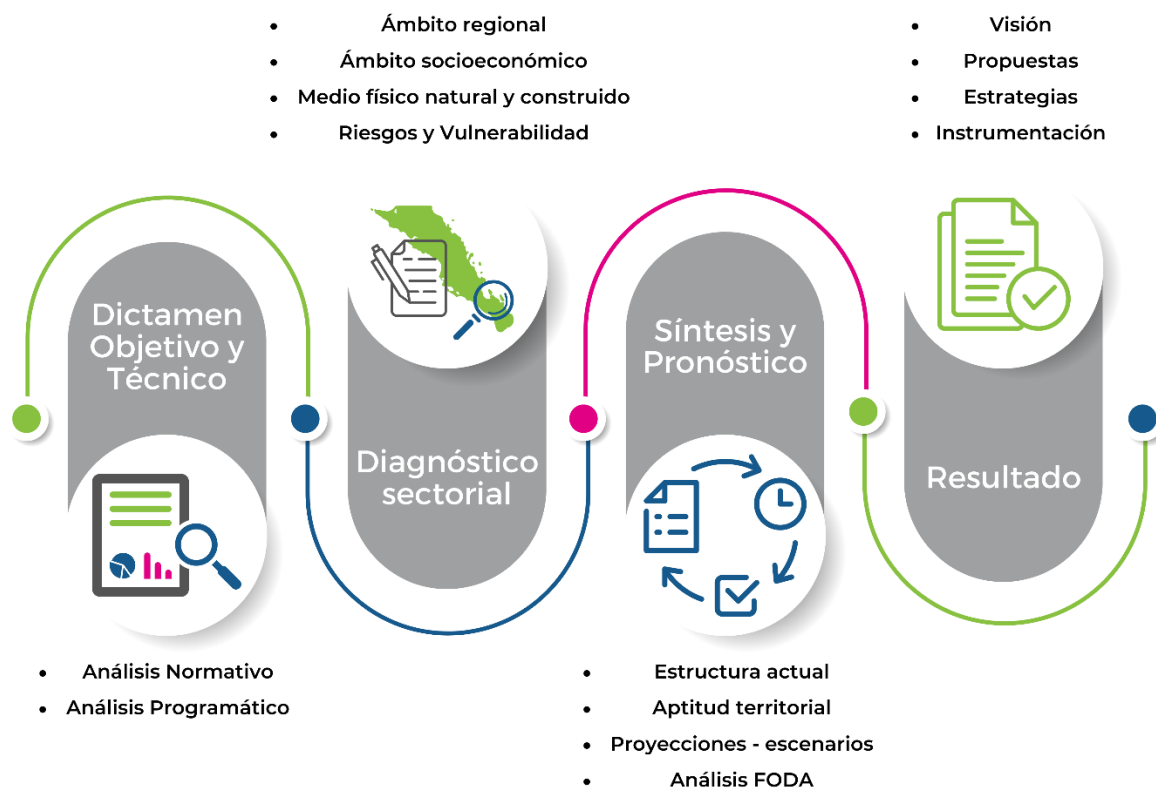 • Ámbito regional
• Ámbito socioeconómico
• Medio físico natural y construido
• Riesgos y Vulnerabilidad
• Visión
• Propuestas
• Estrategias
• Instrumentación
Dictamen
Objetivo y
Técnico
Diagnóstico
sectorial
Síntesis y
Pronóstico
Resultado
• Análisis Normativo
• Análisis Programático
• Estructura actual
• Aptitud territorial
• Proyecciones - escenarios
• Análisis FODA